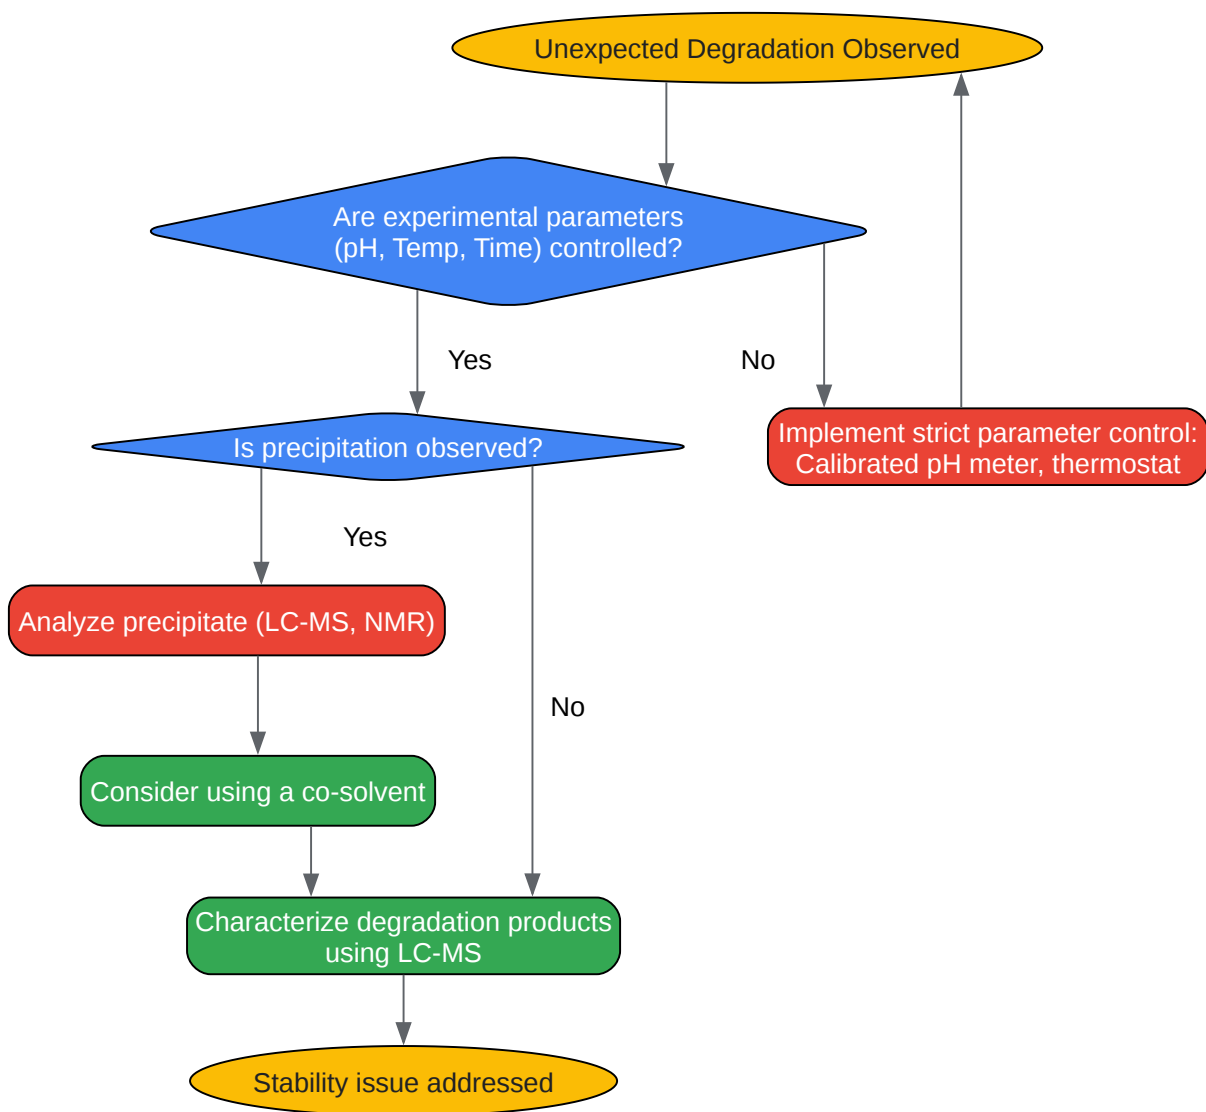 Unexpected Degradation Observed
Are experimental parameters
(pH, Temp, Time) controlled?
Yes
No
Is precipitation observed?
Implement strict parameter control:
Calibrated pH meter, thermostat
Yes
Analyze precipitate (LC-MS, NMR)
No
Consider using a co-solvent
Characterize degradation products
using LC-MS
Stability issue addressed